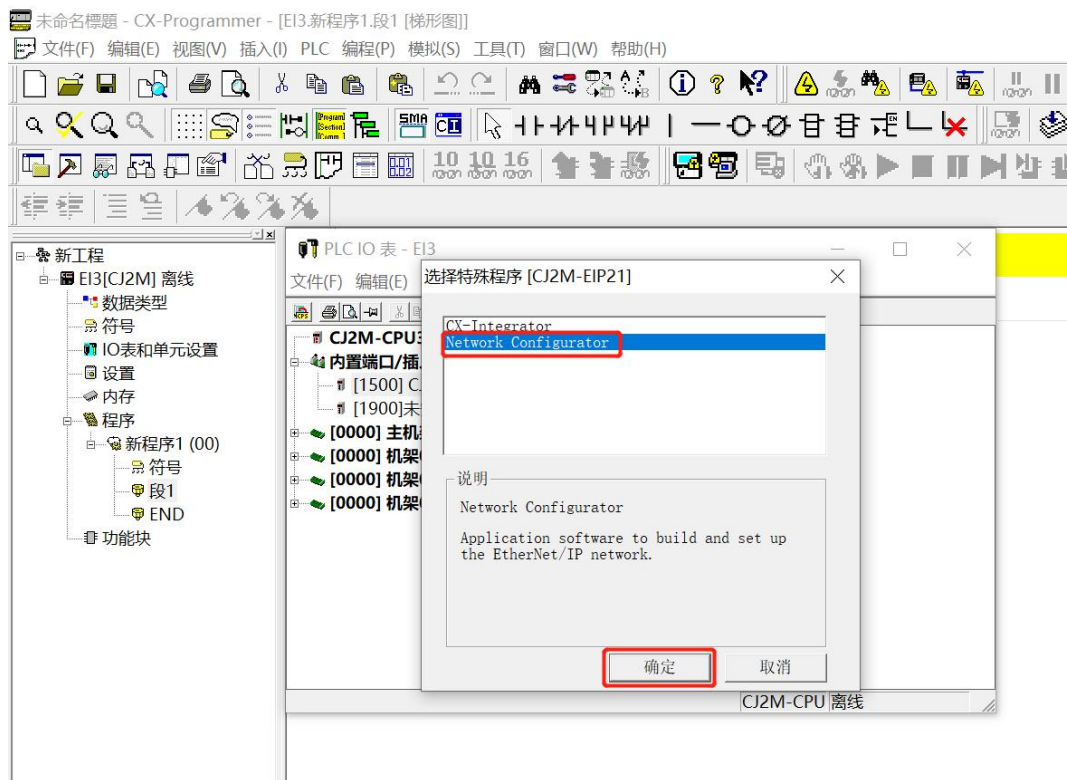 未命名標題 - CX-Programmer - [EI3.新程序1.段1 [梯形图]]
文件(F) 编辑(E) 视图(V) 插入(I) PLC 编程(P) 模拟(S) 工具(T) 窗口(W) 帮助(H)
SMA
CI
10 10 16
新工程
EI3[CJ2M] 离线
数据类型
符号
IO表和单元设置
设置
内存
程序
新程序1 (00)
符号
段1
END
功能块
PLC IO 表 - EI3
文件(F) 编辑(E)
CJ2M-CPU3
内置端口/插
[1500] C
[1900]未
[0000] 主机
[0000] 机架
[0000] 机架
[0000] 机架
CJ2M-CPU 离线
选择特殊程序 [CJ2M-EIP21]
CX-Integrator
Network Configurator
说明
Network Configurator
Application software to build and set up
the EtherNet/IP network.
确定 取消